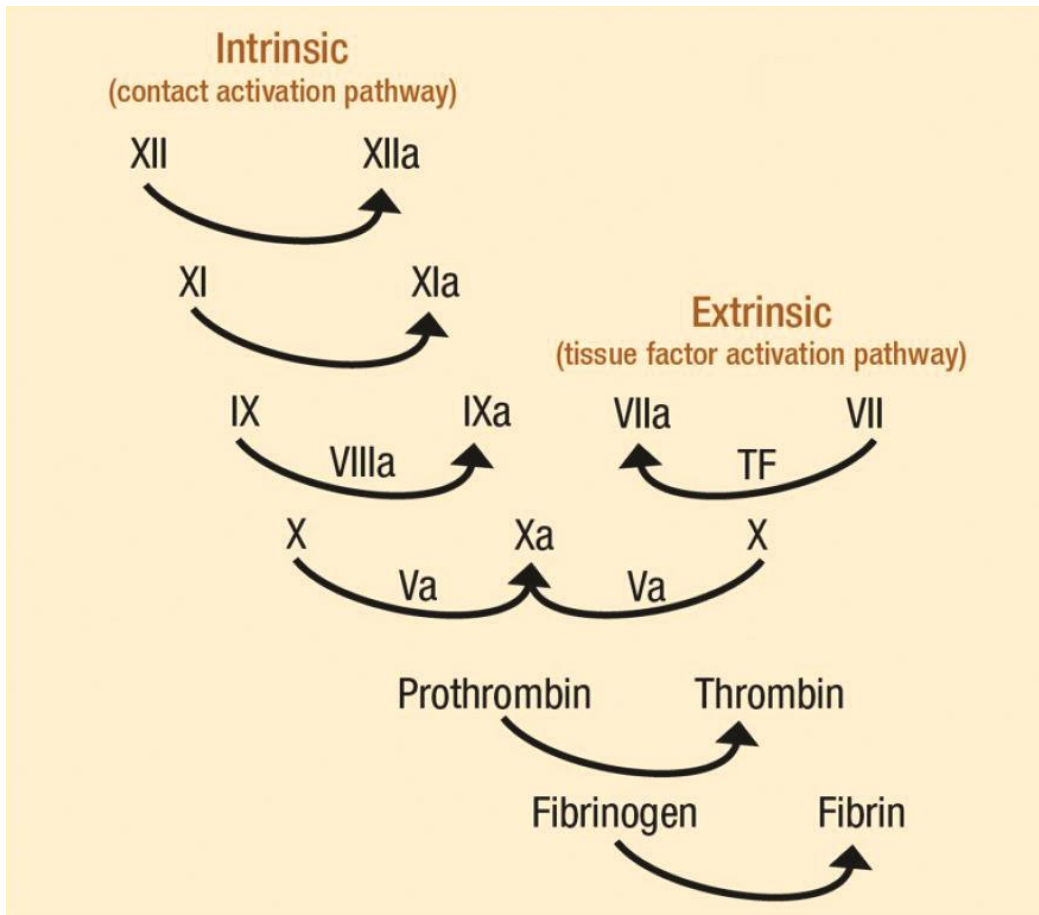 Intrinsic
(contact activation pathway)
XII XIIa
XI XIa
Extrinsic
(tissue factor activation pathway)
IX IXa VIIa VII
VIIIa TF
X Xa X
Va Va
Prothrombin Thrombin
Fibrinogen Fibrin